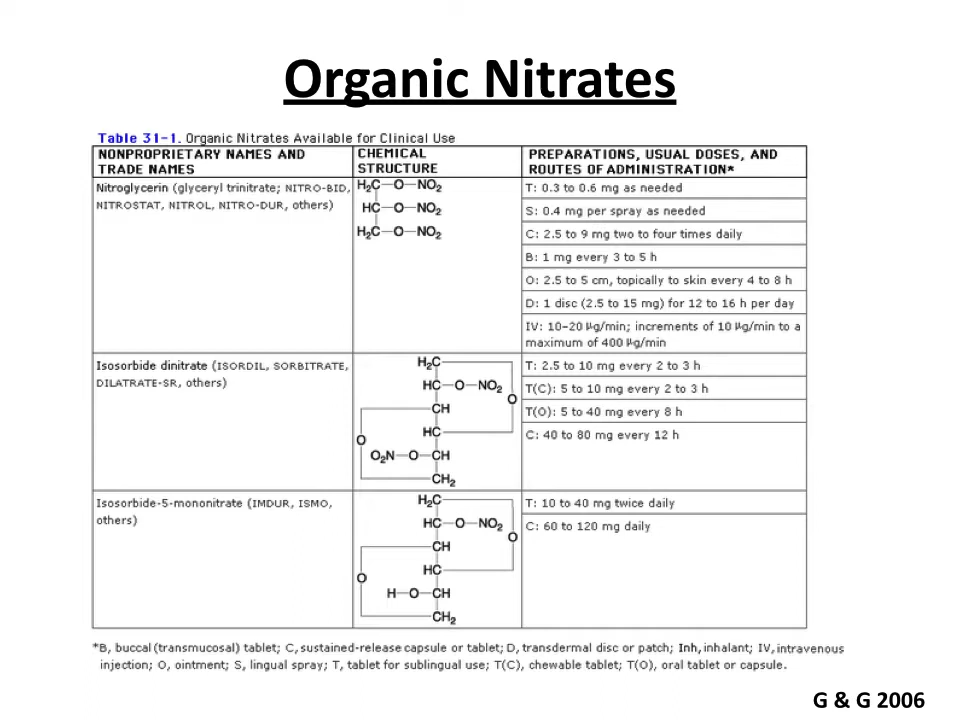 Organic Nitrates
Table 31–1. Organic Nitrates Available for Clinical Use
NONPROPRIETARY NAMES AND TRADE NAMES
CHEMICAL STRUCTURE
PREPARATIONS, USUAL DOSES, AND ROUTES OF ADMINISTRATION*
Nitroglycerin (glyceryl trinitrate; NITRO-BID,
NITROSTAT, NITROL, NITRO-DUR, others)
H₂C—O—NO₂
HC—O—NO₂
H₂C—O—NO₂
T: 0.3 to 0.6 mg as needed
S: 0.4 mg per spray as needed
C: 2.5 to 9 mg two to four times daily
B: 1 mg every 3 to 5 h
O: 2.5 to 5 cm, topically to skin every 4 to 8 h
D: 1 disc (2.5 to 15 mg) for 12 to 16 h per day
IV: 10–20 μg/min; increments of 10 μg/min to a
maximum of 400 μg/min
Isosorbide dinitrate (ISORDIL, SORBITRATE,
DILATRATE-SR, others)
H₂C
HC—O—NO₂
O
CH
HC
O
O₂N—O—CH
CH₂
T: 2.5 to 10 mg every 2 to 3 h
T(C): 5 to 10 mg every 2 to 3 h
T(O): 5 to 40 mg every 8 h
C: 40 to 80 mg every 12 h
Isosorbide-5-mononitrate (IMDUR, ISMO,
others)
H₂C
HC—O—NO₂
O
CH
HC
O
H—O—CH
CH₂
T: 10 to 40 mg twice daily
C: 60 to 120 mg daily
*B, buccal (transmucosal) tablet; C, sustained-release capsule or tablet; D, transdermal disc or patch; Inh, inhalant; IV, intravenous
injection; O, ointment; S, lingual spray; T, tablet for sublingual use; T(C), chewable tablet; T(O), oral tablet or capsule.
G & G 2006